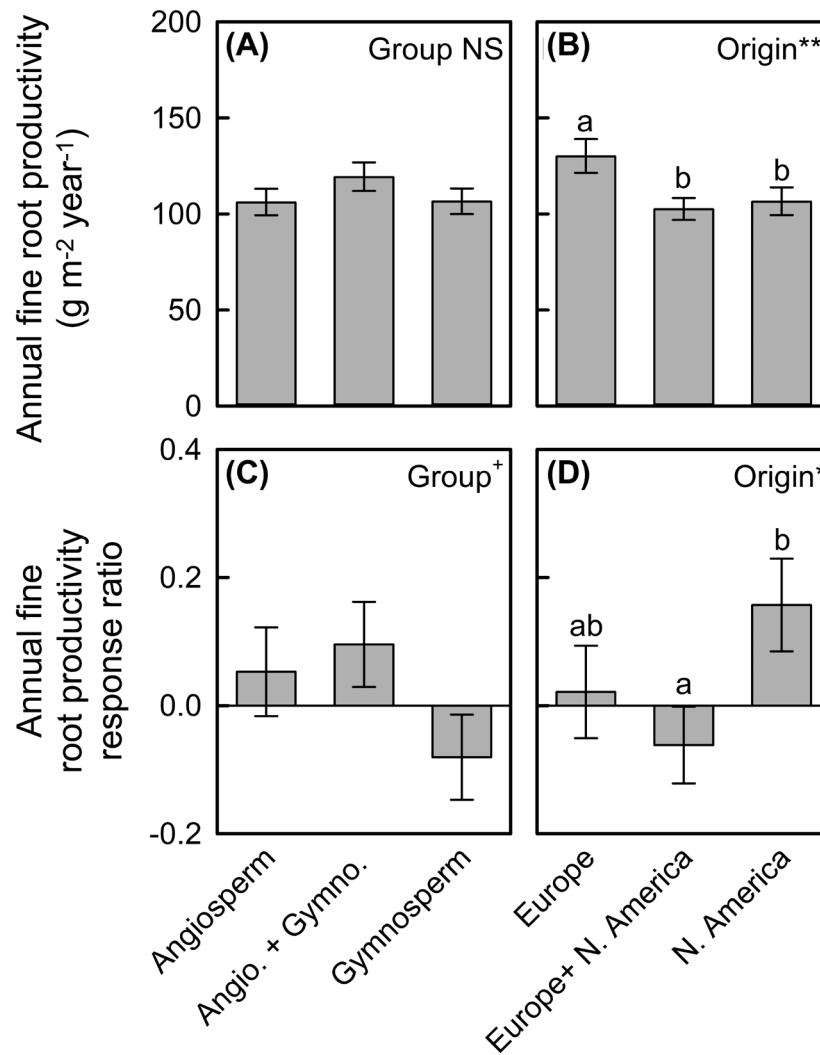 Annual fine root productivity
(g m⁻² year⁻¹)
200
150
100
50
0
(A)
Group NS
(B)
Origin**
a
b
b
Annual fine
root productivity
response ratio
0.4
0.2
0.0
-0.2
(C)
Group⁺
(D)
Origin*
ab
a
b
Angiosperm
Angio. + Gymno.
Gymnosperm
Europe
Europe+ N. America
N. America